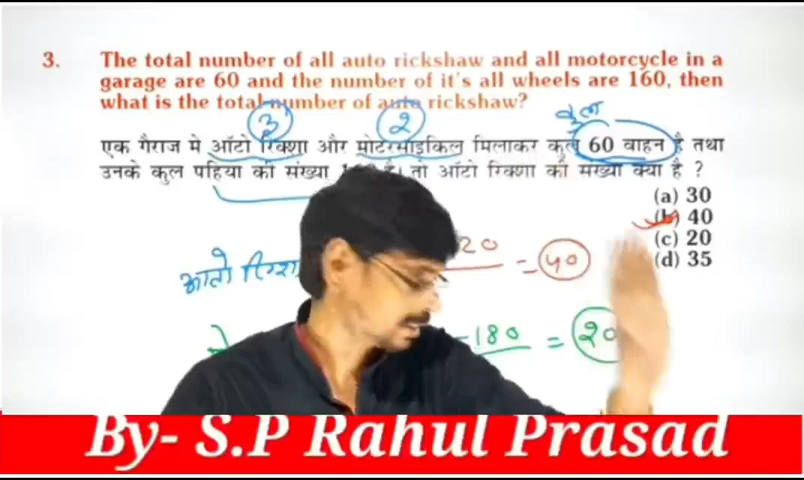 3. The total number of all auto rickshaw and all motorcycle in a
garage are 60 and the number of it's all wheels are 160, then
what is the total number of auto rickshaw?
3 2 कुल
एक गैराज मे ऑटो रिक्शा और मोटरसाइकिल मिलाकर कुल 60 वाहन है तथा
उनके कुल पहिया की संख्या है। तो ऑटो रिक्शा की संख्या क्या है ?
(a) 30
(b) 40
(c) 20
(d) 35
20 = 40
-180 = 20
By- S.P Rahul Prasad